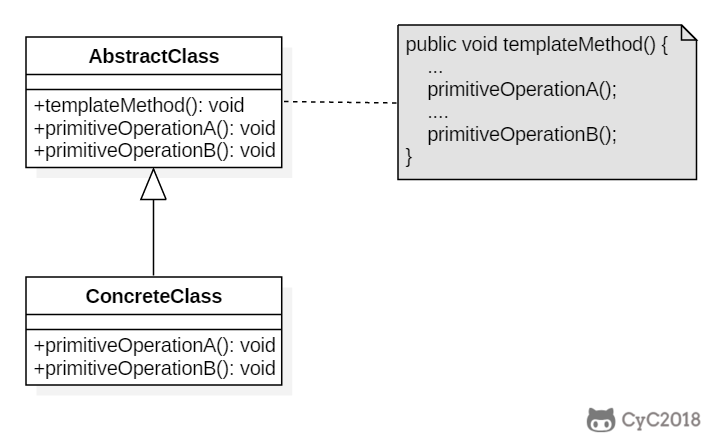 AbstractClass
+templateMethod(): void
+primitiveOperationA(): void
+primitiveOperationB(): void
public void templateMethod() {
...
primitiveOperationA();
....
primitiveOperationB();
}
ConcreteClass
+primitiveOperationA(): void
+primitiveOperationB(): void
CyC2018